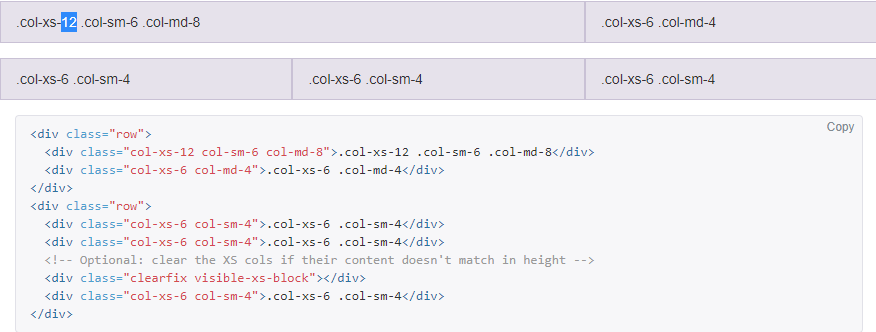 .col-xs-12 .col-sm-6 .col-md-8
.col-xs-6 .col-md-4
.col-xs-6 .col-sm-4
.col-xs-6 .col-sm-4
.col-xs-6 .col-sm-4
Copy
<div class="row">
  <div class="col-xs-12 col-sm-6 col-md-8">.col-xs-12 .col-sm-6 .col-md-8</div>
  <div class="col-xs-6 col-md-4">.col-xs-6 .col-md-4</div>
</div>
<div class="row">
  <div class="col-xs-6 col-sm-4">.col-xs-6 .col-sm-4</div>
  <div class="col-xs-6 col-sm-4">.col-xs-6 .col-sm-4</div>
  <!-- Optional: clear the XS cols if their content doesn't match in height -->
  <div class="clearfix visible-xs-block"></div>
  <div class="col-xs-6 col-sm-4">.col-xs-6 .col-sm-4</div>
</div>